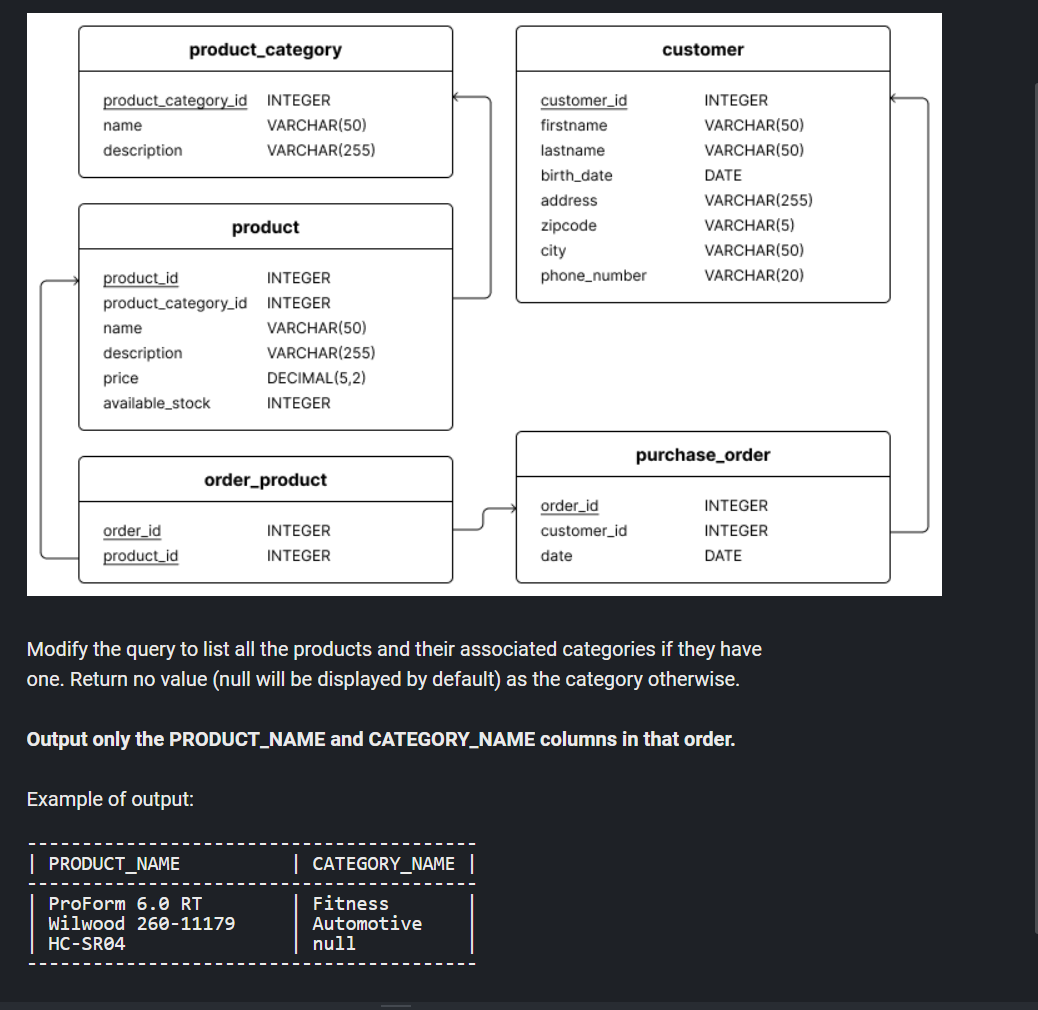 product_category
product_category_id INTEGER
name VARCHAR(50)
description VARCHAR(255)
customer
customer_id INTEGER
firstname VARCHAR(50)
lastname VARCHAR(50)
birth_date DATE
address VARCHAR(255)
zipcode VARCHAR(5)
city VARCHAR(50)
phone_number VARCHAR(20)
product
product_id INTEGER
product_category_id INTEGER
name VARCHAR(50)
description VARCHAR(255)
price DECIMAL(5,2)
available_stock INTEGER
order_product
order_id INTEGER
product_id INTEGER
purchase_order
order_id INTEGER
customer_id INTEGER
date DATE
Modify the query to list all the products and their associated categories if they have
one. Return no value (null will be displayed by default) as the category otherwise.
Output only the PRODUCT_NAME and CATEGORY_NAME columns in that order.
Example of output:
-----------------------------------------
| PRODUCT_NAME | CATEGORY_NAME |
-----------------------------------------
| ProForm 6.0 RT | Fitness |
| Wilwood 260-11179 | Automotive |
| HC-SR04 | null |
-----------------------------------------